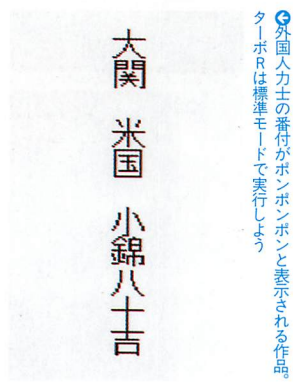 外国人力士の番付がポンポンポンと表示される作品。
ターボRは標準モードで実行しよう
大関 米国 小錦八十吉